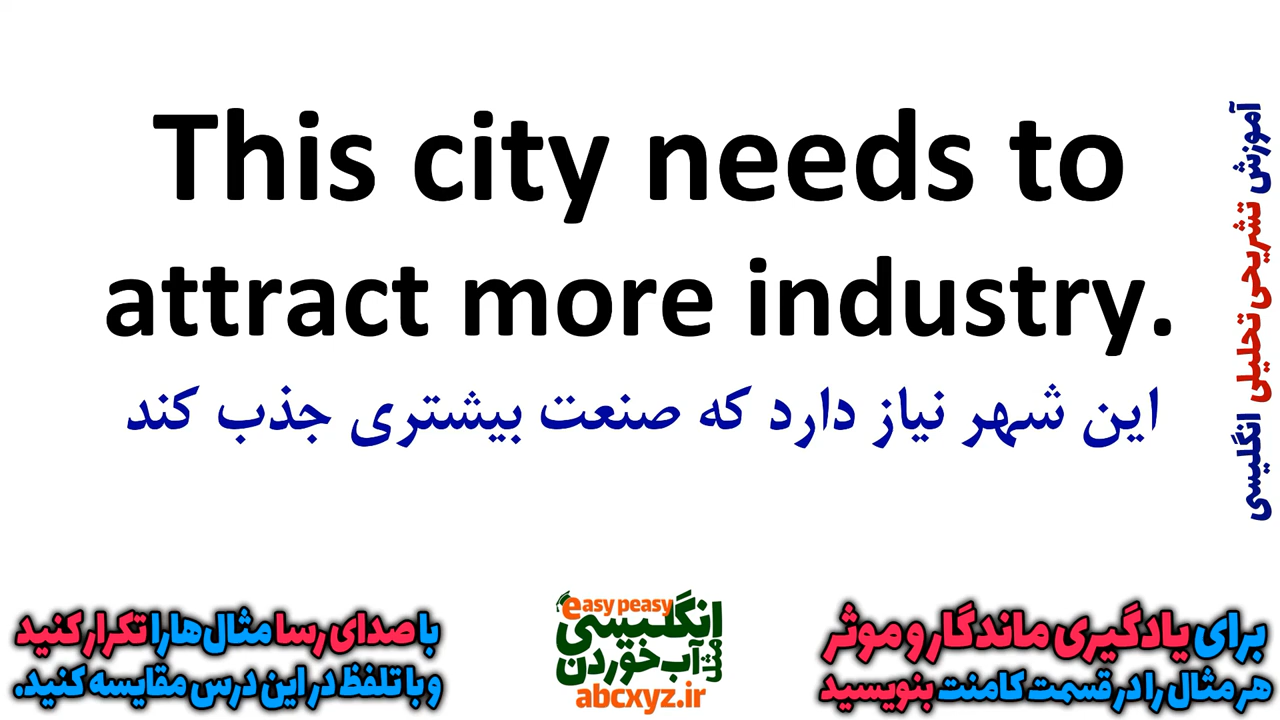 This city needs to
attract more industry.
این شهر نیاز دارد که صنعت بیشتری جذب کند
آموزش تشریحی تحلیلی انگلیسی
برای یادگیری ماندگار و موثر
هر مثال را در قسمت کامنت بنویسید
easy peasy
انگلیسی
مثل آب خوردن
abcxyz.ir
با صدای رسا مثال‌ها را تکرار کنید
و با تلفظ در این درس مقایسه کنید.